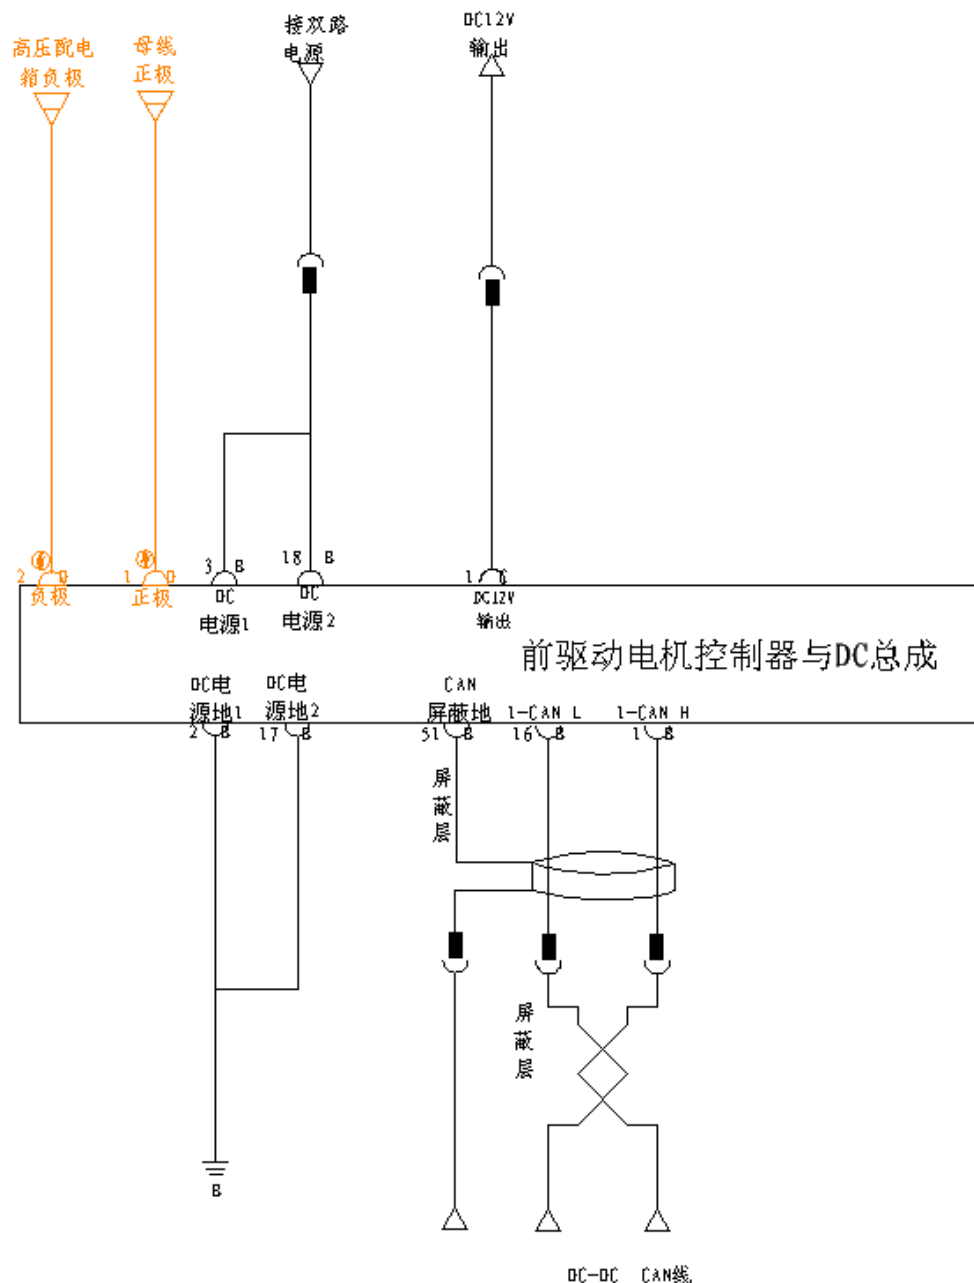 接双路
电源
DC12V
输出
高压配电
箱负极
母线
正极
2 D
负极
1 D
正极
3 B
DC
电源1
18 B
DC
电源2
1 C
DC12V
输出
前驱动电机控制器与DC总成
DC电
源地1
2 B
DC电
源地2
17 B
CAN
屏蔽地
51 B
1-CAN L
16 B
1-CAN H
1 B
屏
蔽
层
屏
蔽
层
B
DC-DC CAN线